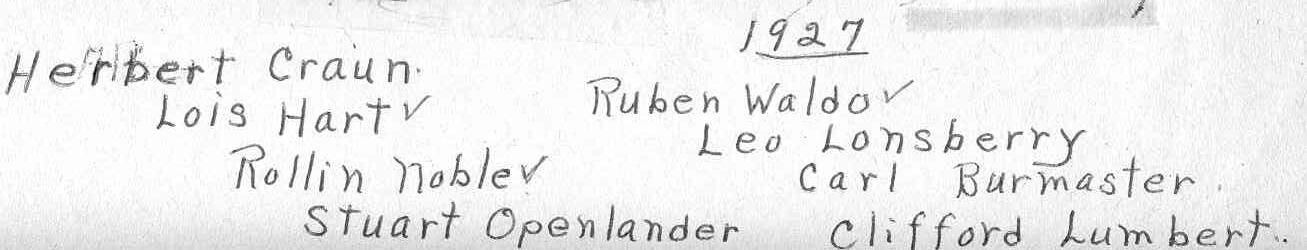 1927
Herbert Craun.
Ruben Waldo ✓
Lois Hart ✓
Leo Lonsberry
Rollin Noble ✓
Carl Burmaster.
Stuart Openlander
Clifford Lumbert..